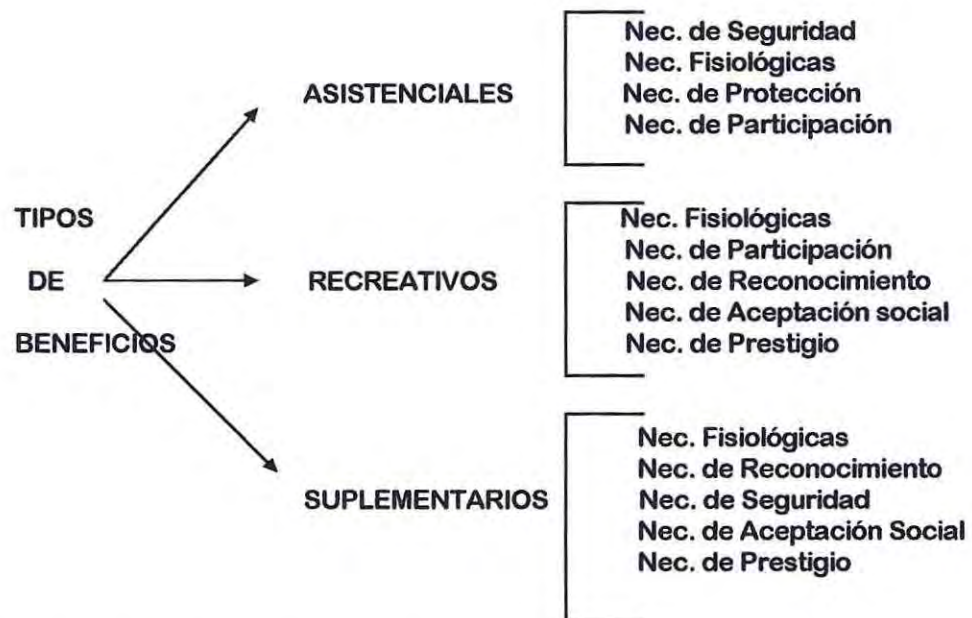 TIPOS
DE
BENEFICIOS
ASISTENCIALES
Nec. de Seguridad
Nec. Fisiológicas
Nec. de Protección
Nec. de Participación
RECREATIVOS
Nec. Fisiológicas
Nec. de Participación
Nec. de Reconocimiento
Nec. de Aceptación social
Nec. de Prestigio
SUPLEMENTARIOS
Nec. Fisiológicas
Nec. de Reconocimiento
Nec. de Seguridad
Nec. de Aceptación Social
Nec. de Prestigio